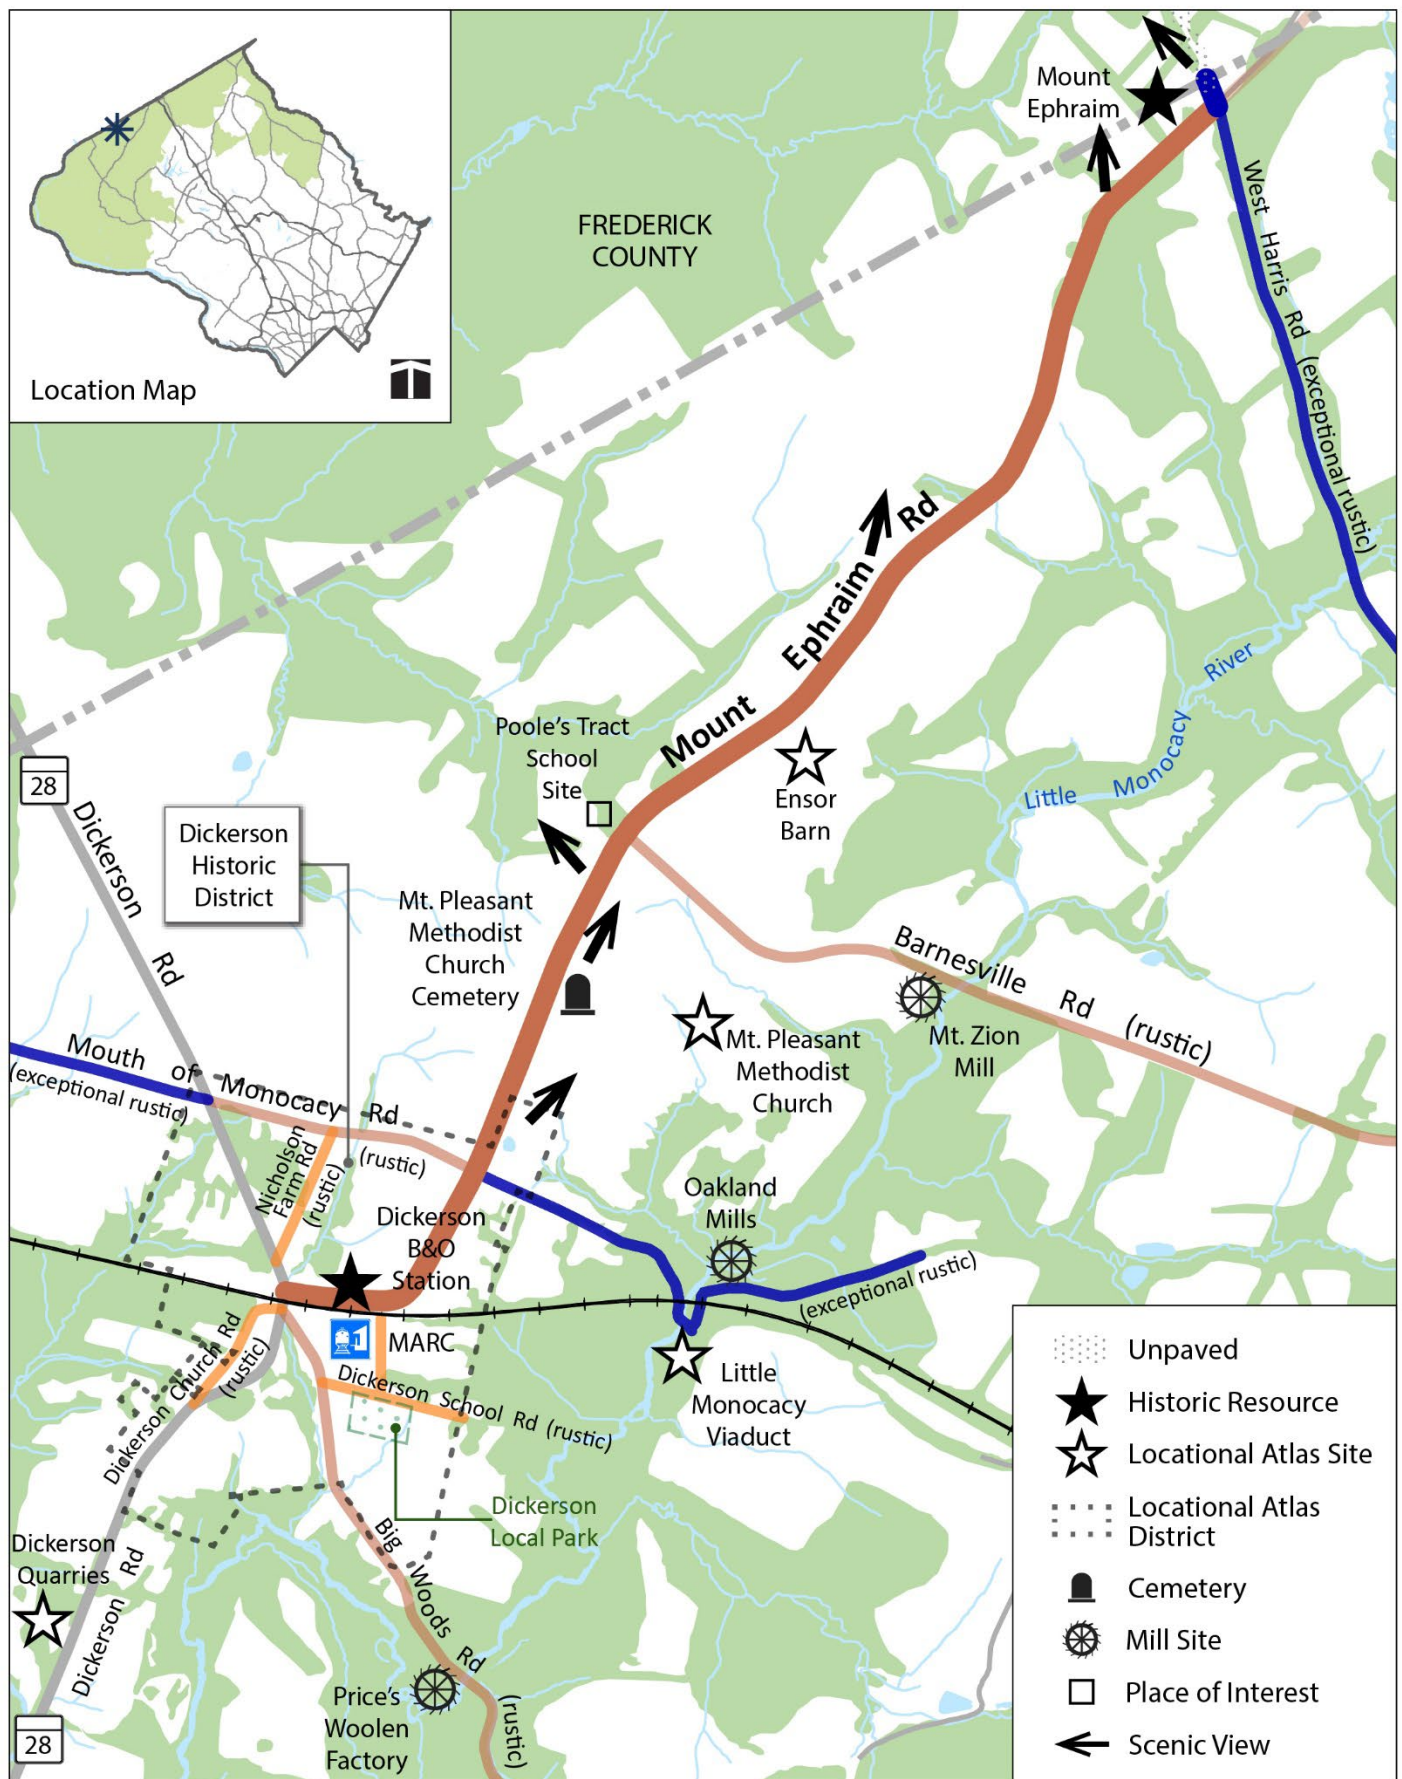 Location Map
Mount
Ephraim
FREDERICK
COUNTY
West Harris Rd (exceptional rustic)
Mount Ephraim Rd
River
Monocacy
Little
Poole's Tract
School
Site
Ensor
Barn
28
Dickerson Rd
Dickerson
Historic
District
Mt. Pleasant
Methodist
Church
Cemetery
Barnesville Rd (rustic)
Mt. Pleasant
Methodist
Church
Mt. Zion
Mill
Mouth of Monocacy Rd
(exceptional rustic)
(rustic)
Nicholson
Farm Rd
(rustic)
Dickerson
B&O
Station
Oakland
Mills
(exceptional rustic)
MARC
Dickerson Church Rd
(rustic)
Dickerson School Rd (rustic)
Little
Monocacy
Viaduct
Dickerson
Local Park
Dickerson
Quarries
Dickerson Rd
Big Woods Rd (rustic)
28
Price's
Woolen
Factory
Unpaved
Historic Resource
Locational Atlas Site
Locational Atlas
District
Cemetery
Mill Site
Place of Interest
Scenic View